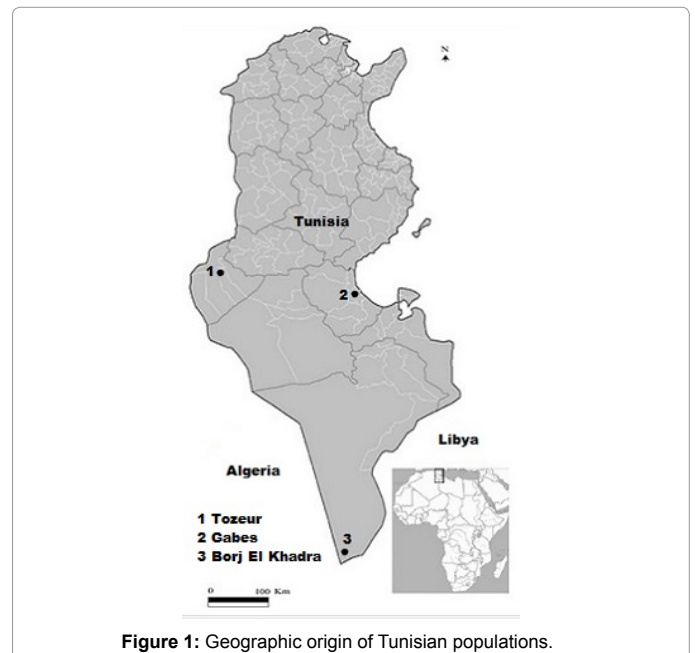 N
Tunisia
1
2
Libya
Algeria
1 Tozeur
2 Gabes
3 Borj El Khadra
3
0 100 Km
Figure 1: Geographic origin of Tunisian populations.